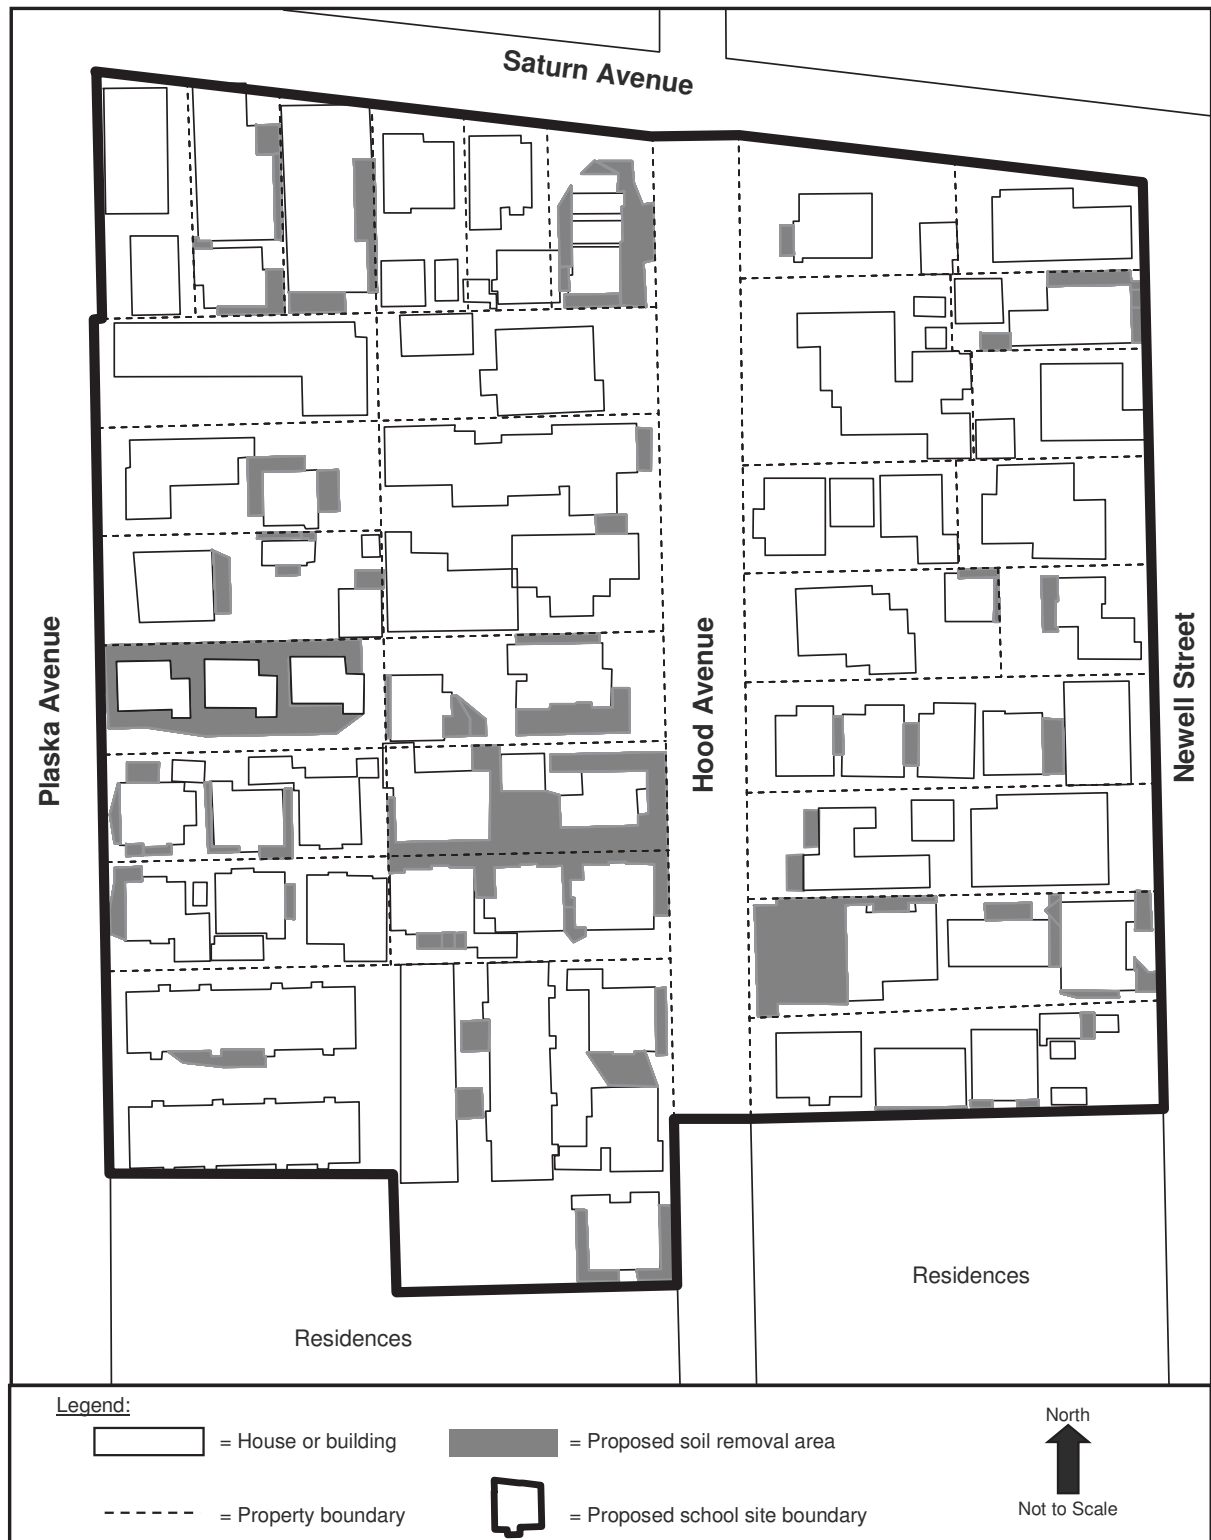 Saturn Avenue
Plaska Avenue
Hood Avenue
Newell Street
Residences
Residences
Legend:
= House or building
= Proposed soil removal area
= Property boundary
= Proposed school site boundary
North
Not to Scale